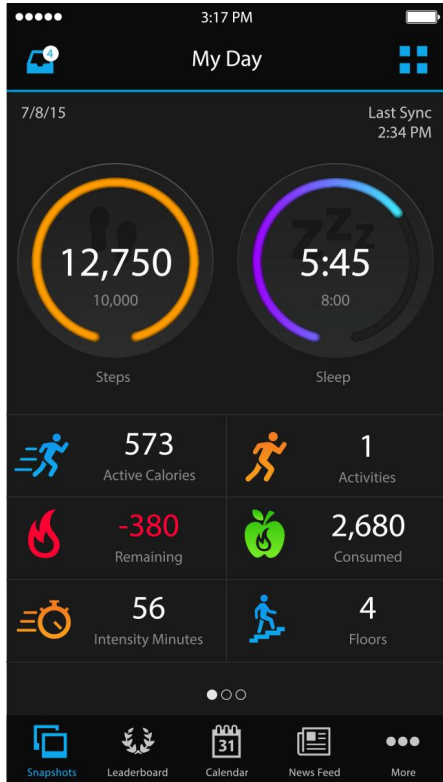 3:17 PM
4
My Day
7/8/15
Last Sync
2:34 PM
zzz
12,750
10,000
Steps
5:45
8:00
Sleep
573
Active Calories
1
Activities
-380
Remaining
2,680
Consumed
56
Intensity Minutes
4
Floors
31
Snapshots
Leaderboard
Calendar
News Feed
More